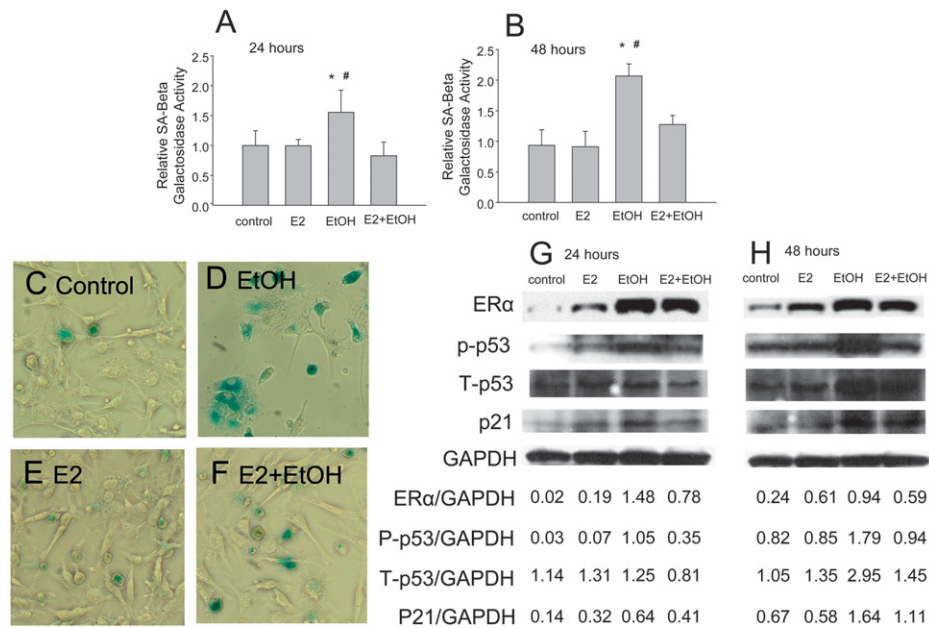 A
24 hours
Relative SA-Beta
Galactosidase Activity
2.5
2.0
1.5
1.0
0.5
0.0
* #
control E2 EtOH E2+EtOH
B
48 hours
Relative SA-Beta
Galactosidase Activity
2.5
2.0
1.5
1.0
0.5
0.0
* #
control E2 EtOH E2+EtOH
C Control
D EtOH
E E2
F E2+EtOH
G 24 hours
control E2 EtOH E2+EtOH
H 48 hours
control E2 EtOH E2+EtOH
ERα
p-p53
T-p53
p21
GAPDH
ERα/GAPDH 0.02 0.19 1.48 0.78 0.24 0.61 0.94 0.59
P-p53/GAPDH 0.03 0.07 1.05 0.35 0.82 0.85 1.79 0.94
T-p53/GAPDH 1.14 1.31 1.25 0.81 1.05 1.35 2.95 1.45
P21/GAPDH 0.14 0.32 0.64 0.41 0.67 0.58 1.64 1.11